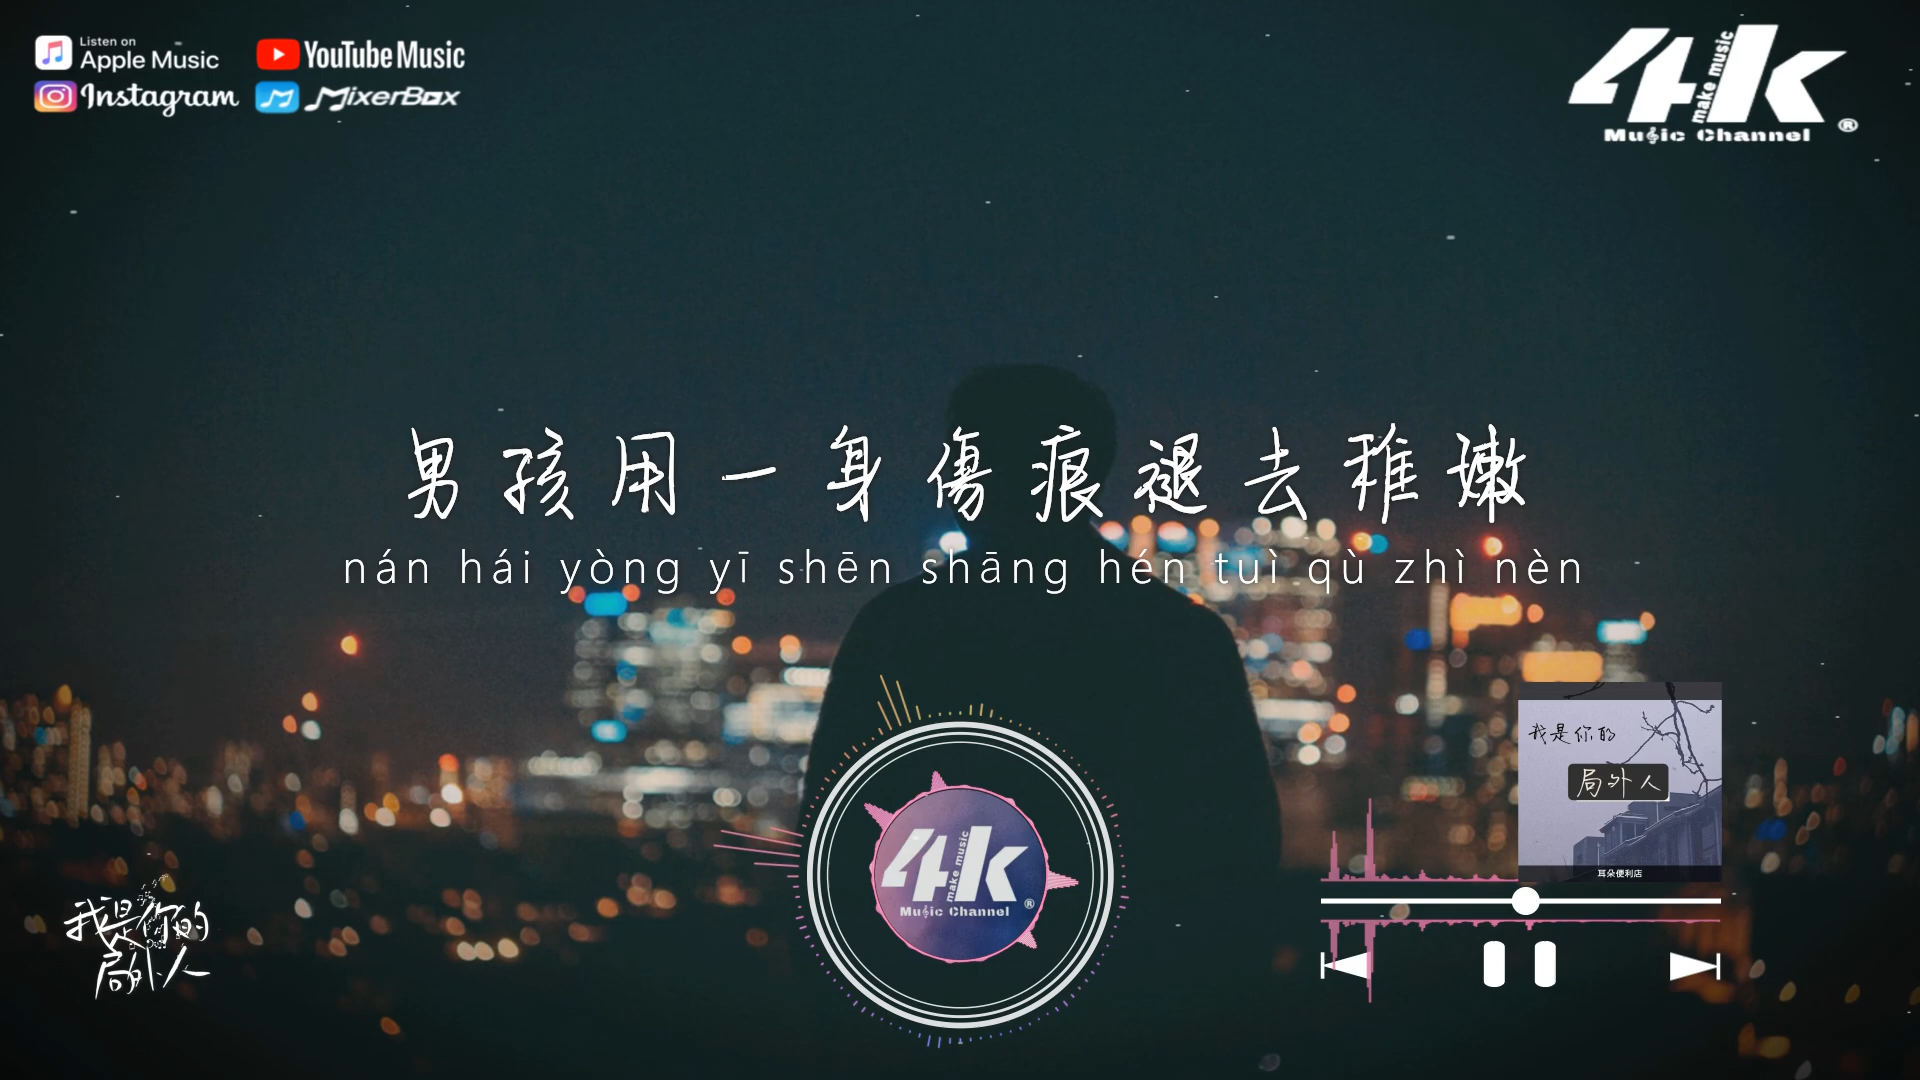 Listen on
Apple Music
YouTube Music
Instagram
MixerBox
4k
make music
Music Channel
®
男孩用一身傷痕褪去稚嫩
nán hái yòng yī shēn shāng hén tuì qù zhì nèn
我是你的
局外人
耳朵便利店
4k
make music
Music Channel
®
我是你的
局外人